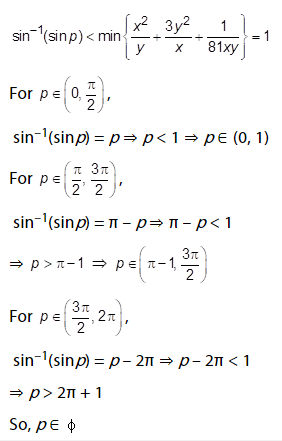 sin⁻¹(sin p) < min{x²/y + 3y²/x + 1/81xy} = 1
For p ∈ (0, π/2),
sin⁻¹(sin p) = p ⇒ p < 1 ⇒ p ∈ (0, 1)
For p ∈ (π/2, 3π/2),
sin⁻¹(sin p) = π – p ⇒ π – p < 1
⇒ p > π – 1 ⇒ p ∈ (π – 1, 3π/2)
For p ∈ (3π/2, 2π),
sin⁻¹(sin p) = p – 2π ⇒ p – 2π < 1
⇒ p > 2π + 1
So, p ∈ ϕ